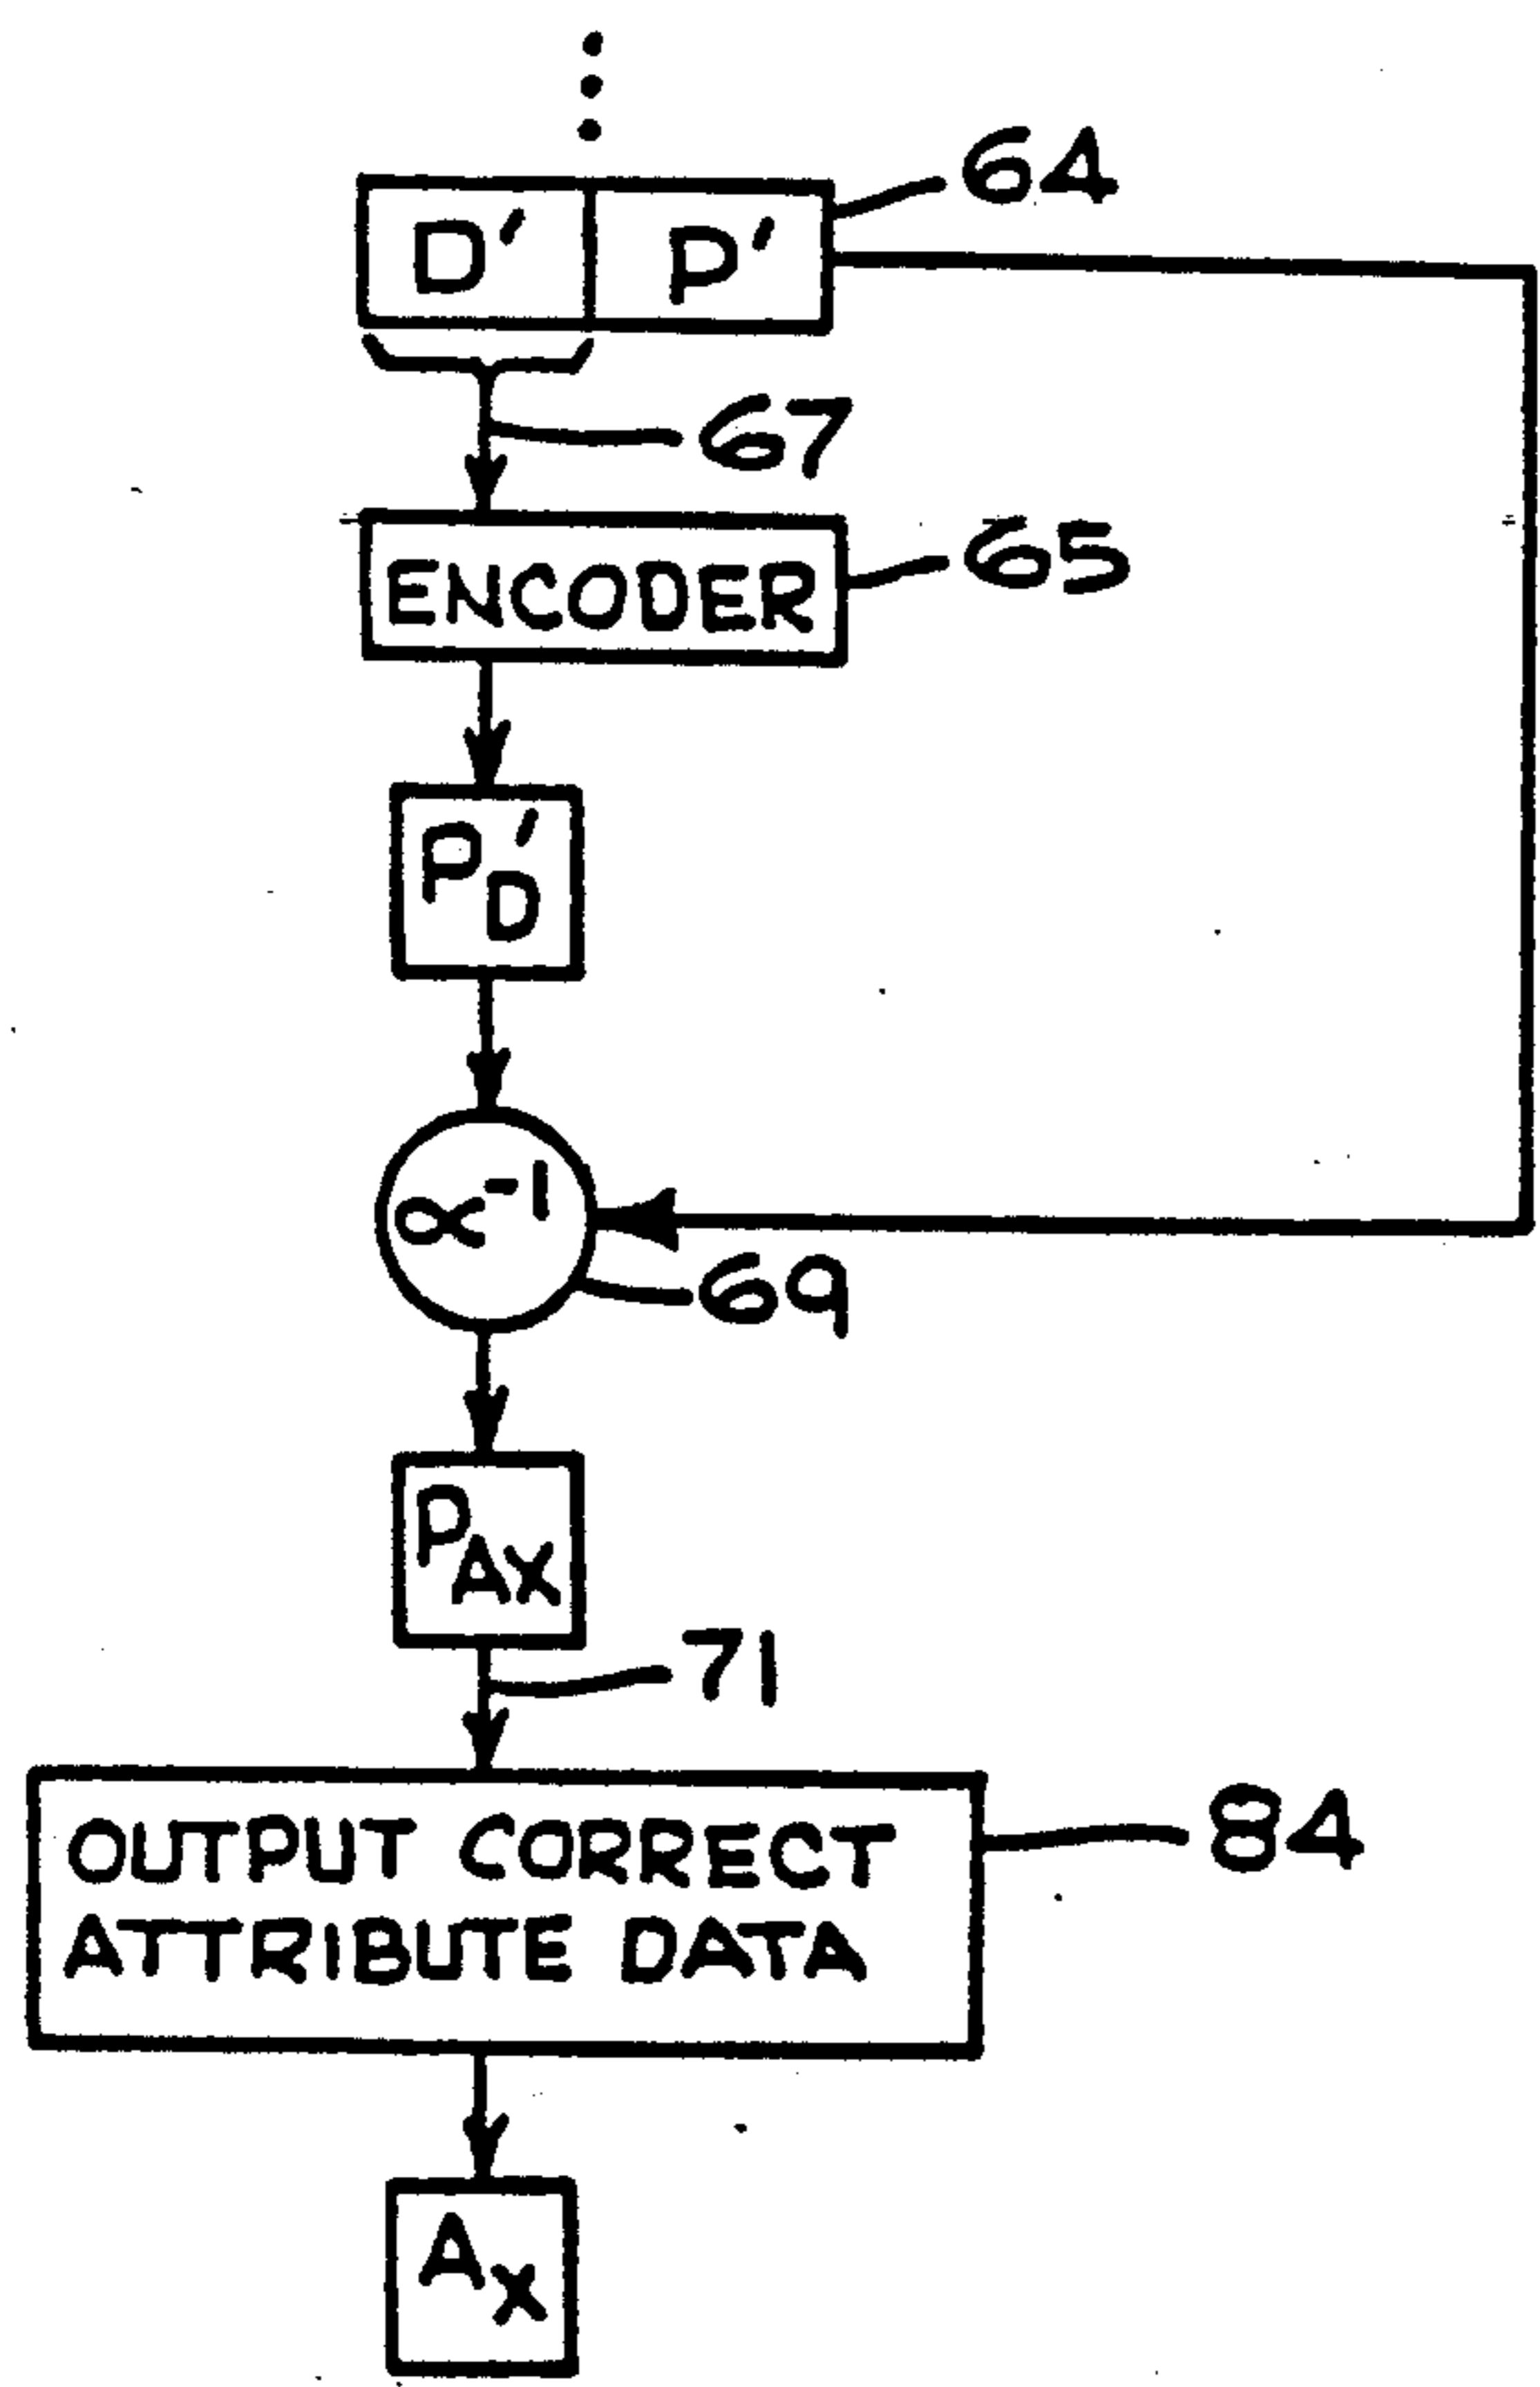 64
D' P'
67
ENCODER 65
P'D
∝-1
69
PAX
71
OUTPUT CORRECT 84
ATTRIBUTE DATA
AX